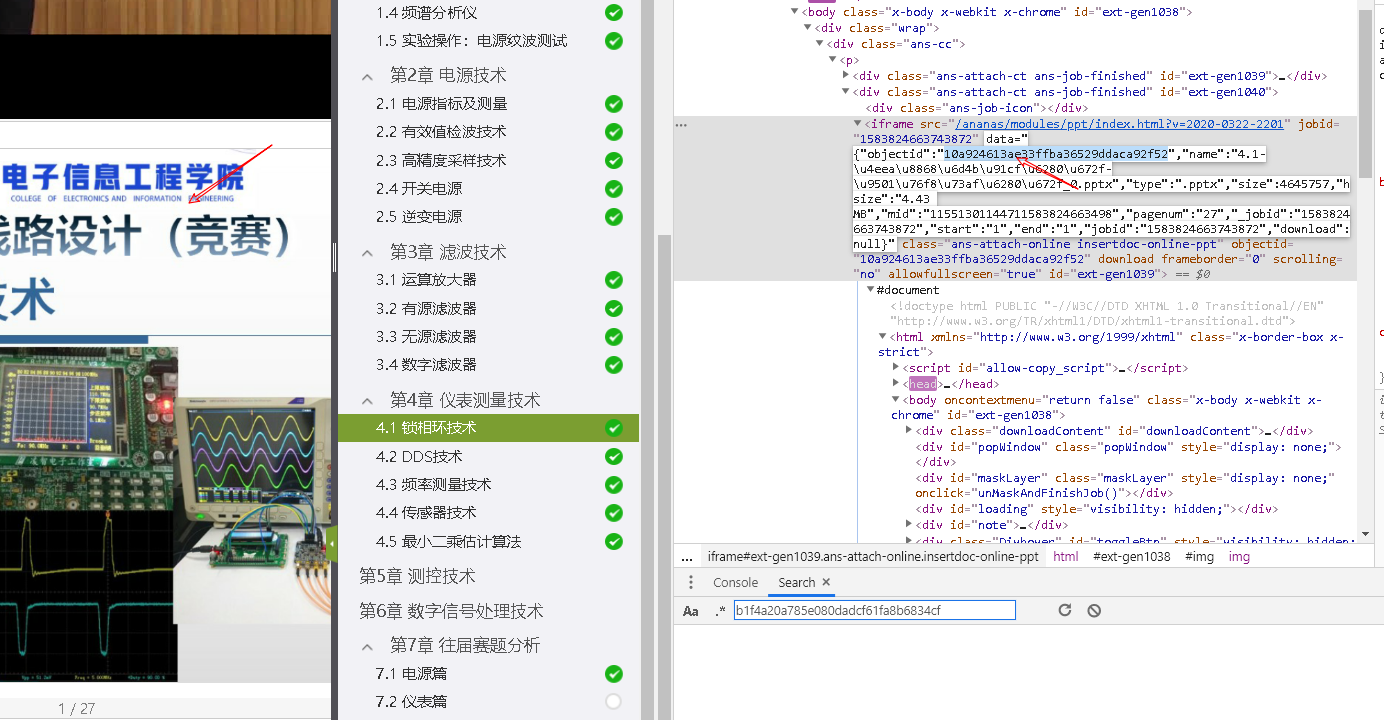 电子信息工程学院
COLLEGE OF ELECTRONICS AND INFORMATION ENGINEERING
线路设计（竞赛）
技术
1 / 27
1.4 频谱分析仪
1.5 实验操作：电源纹波测试
第2章 电源技术
2.1 电源指标及测量
2.2 有效值检波技术
2.3 高精度采样技术
2.4 开关电源
2.5 逆变电源
第3章 滤波技术
3.1 运算放大器
3.2 有源滤波器
3.3 无源滤波器
3.4 数字滤波器
第4章 仪表测量技术
4.1 锁相环技术
4.2 DDS技术
4.3 频率测量技术
4.4 传感器技术
4.5 最小二乘估计算法
第5章 测控技术
第6章 数字信号处理技术
第7章 往届赛题分析
7.1 电源篇
7.2 仪表篇
<body class="x-body x-webkit x-chrome" id="ext-gen1038">
<div class="wrap">
<div class="ans-cc">
<p>
<div class="ans-attach-ct ans-job-finished" id="ext-gen1039">…</div>
<div class="ans-attach-ct ans-job-finished" id="ext-gen1040">
<div class="ans-job-icon"></div>
<iframe src="/ananas/modules/ppt/index.html?v=2020-0322-2201" jobid=
"1583824663743872" data="
{"objectid":"10a924613ae33ffba36529ddaca92f52","name":"4.1-
\u4eea\u8868\u6d4b\u91cf\u6280\u672f-
\u9501\u76f8\u73af\u6280\u672f_0.pptx","type":".pptx","size":4645757,"h
size":"4.43
MB","mid":"11551301144711583824663498","pagenum":"27","_jobid":"1583824
663743872","start":"1","end":"1","jobid":"1583824663743872","download":
null}" class="ans-attach-online insertdoc-online-ppt" objectid=
"10a924613ae33ffba36529ddaca92f52" download frameborder="0" scrolling=
"no" allowfullscreen="true" id="ext-gen1039"> == $0
#document
<!doctype html PUBLIC "-//W3C//DTD XHTML 1.0 Transitional//EN"
"http://www.w3.org/TR/xhtml1/DTD/xhtml1-transitional.dtd">
<html xmlns="http://www.w3.org/1999/xhtml" class="x-border-box x-
strict">
<script id="allow-copy_script">…</script>
<head>…</head>
<body oncontextmenu="return false" class="x-body x-webkit x-
chrome" id="ext-gen1038">
<div class="downloadContent" id="downloadContent">…</div>
<div id="popWindow" class="popWindow" style="display: none;">
</div>
<div id="maskLayer" class="maskLayer" style="display: none;"
onclick="unMaskAndFinishJob()"></div>
<div id="loading" style="visibility: hidden;"></div>
<div id="note">…</div>
<div class="Divhover" id="toggleBtn" style="visibility: hidden;
... iframe#ext-gen1039.ans-attach-online.insertdoc-online-ppt html #ext-gen1038 #img img
Console Search ×
Aa .* b1f4a20a785e080dadcf61fa8b6834cf